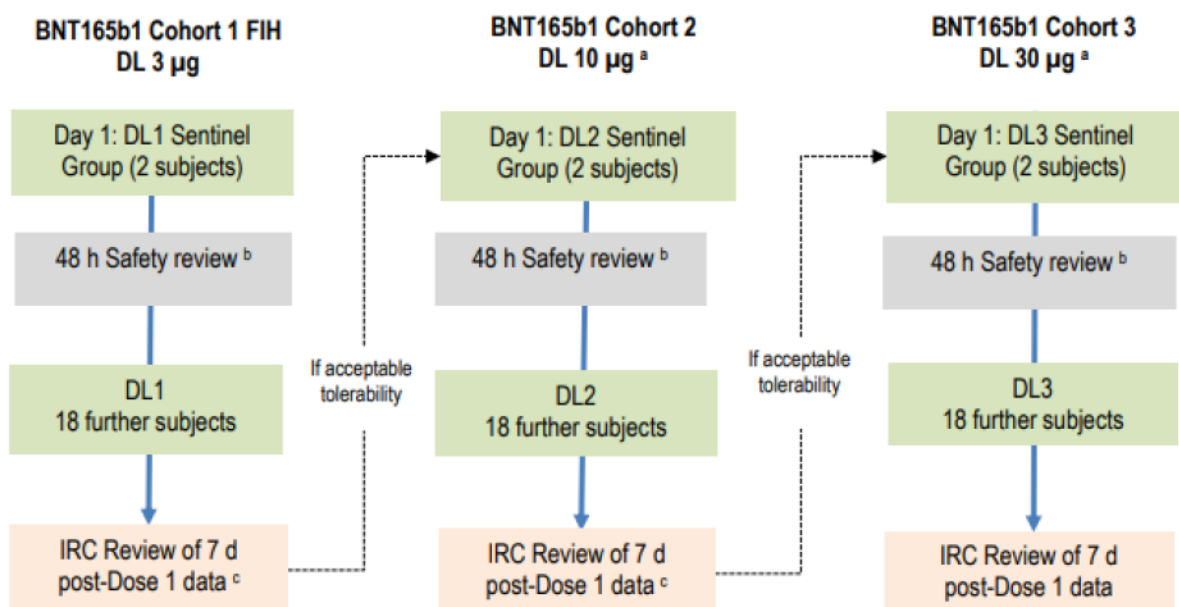 BNT165b1 Cohort 1 FIH
DL 3 µg
Day 1: DL1 Sentinel
Group (2 subjects)
48 h Safety review b
DL1
18 further subjects
IRC Review of 7 d
post-Dose 1 data c
If acceptable
tolerability
BNT165b1 Cohort 2
DL 10 µg a
Day 1: DL2 Sentinel
Group (2 subjects)
48 h Safety review b
DL2
18 further subjects
IRC Review of 7 d
post-Dose 1 data c
If acceptable
tolerability
BNT165b1 Cohort 3
DL 30 µg a
Day 1: DL3 Sentinel
Group (2 subjects)
48 h Safety review b
DL3
18 further subjects
IRC Review of 7 d
post-Dose 1 data